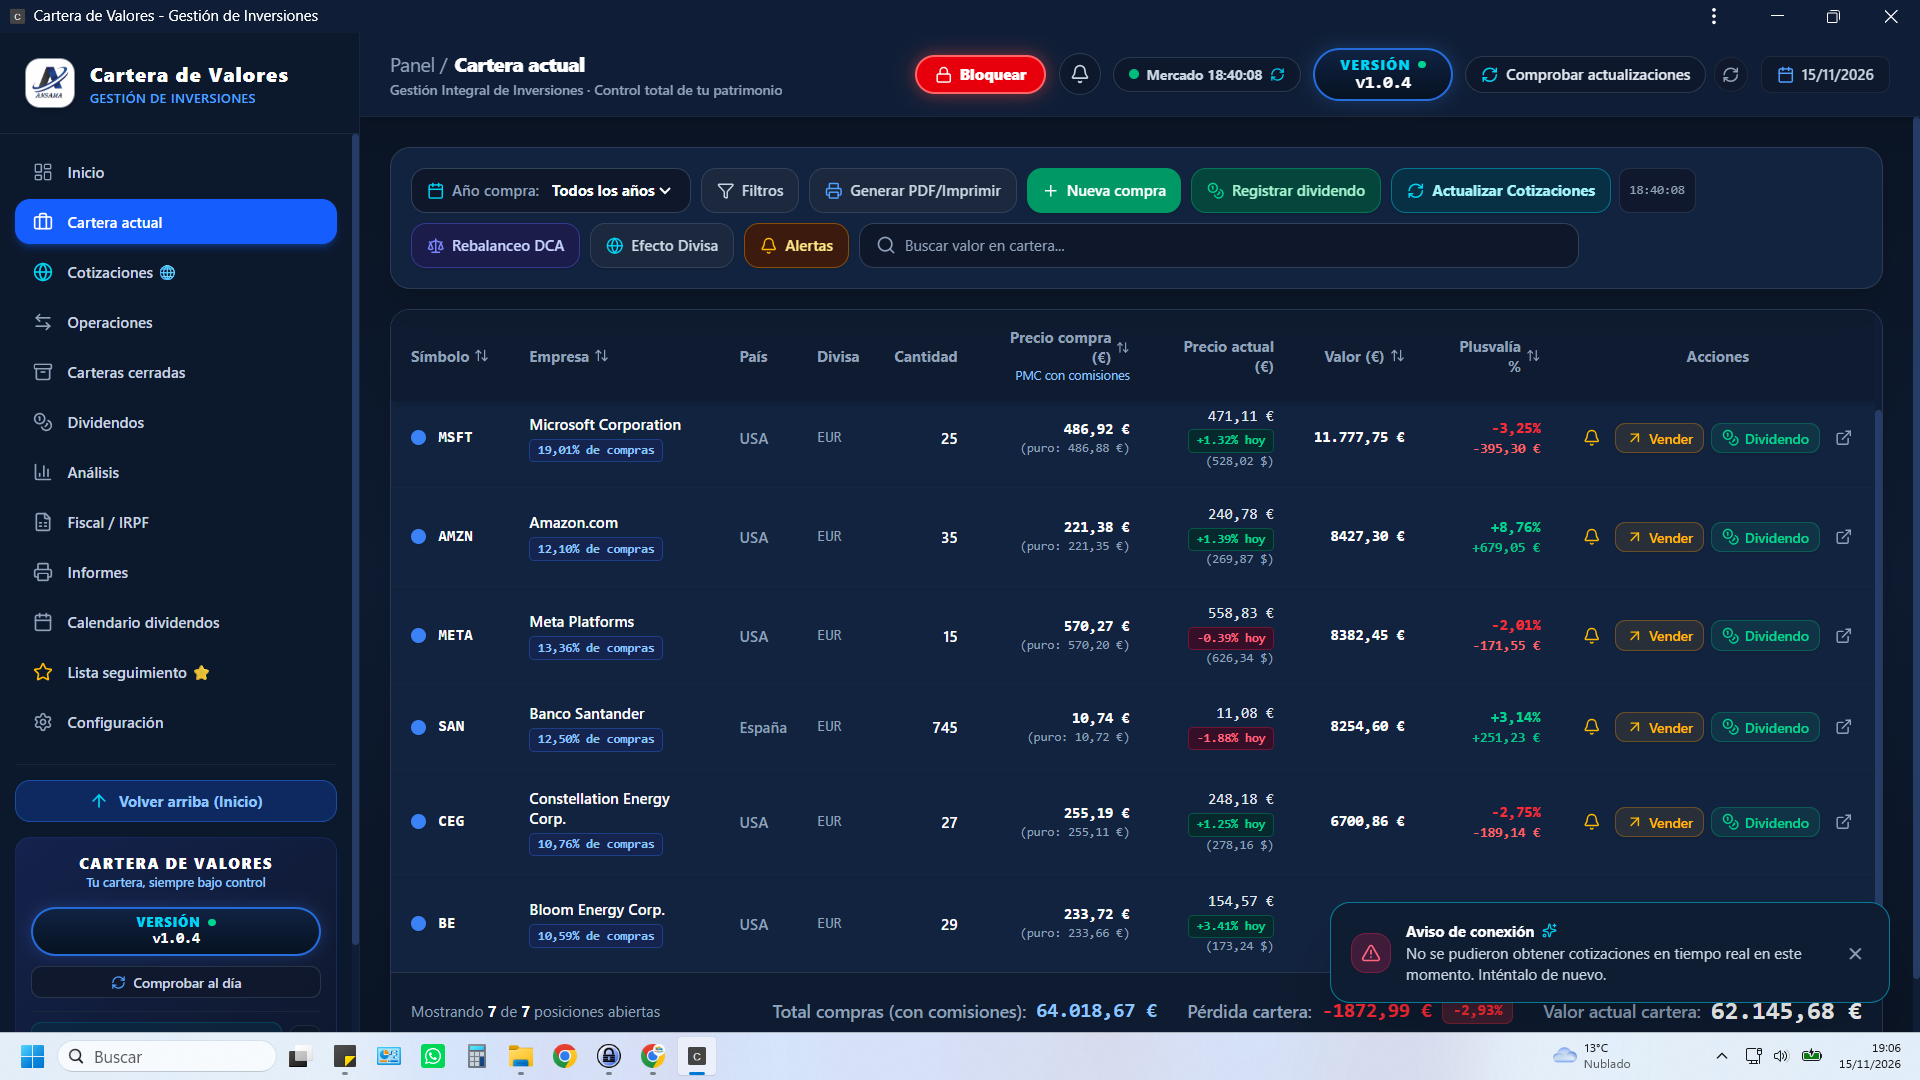 Cartera de Valores - Gestión de Inversiones
Cartera de Valores
GESTIÓN DE INVERSIONES
ANSAMA
Panel / Cartera actual
Gestión Integral de Inversiones · Control total de tu patrimonio
Bloquear
Mercado 18:40:08
VERSIÓN
v1.0.4
Comprobar actualizaciones
15/11/2026
Inicio
Cartera actual
Cotizaciones
Operaciones
Carteras cerradas
Dividendos
Análisis
Fiscal / IRPF
Informes
Calendario dividendos
Lista seguimiento
Configuración
Volver arriba (Inicio)
CARTERA DE VALORES
Tu cartera, siempre bajo control
VERSIÓN
v1.0.4
Comprobar al día
Año compra: Todos los años
Filtros
Generar PDF/Imprimir
+ Nueva compra
Registrar dividendo
Actualizar Cotizaciones
18:40:08
Rebalanceo DCA
Efecto Divisa
Alertas
Buscar valor en cartera...
Símbolo
Empresa
País
Divisa
Cantidad
Precio compra
(€)
PMC con comisiones
Precio actual
(€)
Valor (€)
Plusvalía
%
Acciones
MSFT
Microsoft Corporation
19,01% de compras
USA
EUR
25
486,92 €
(puro: 486,88 €)
471,11 €
+1.32% hoy
(528,02 $)
11.777,75 €
-3,25%
-395,30 €
Vender
Dividendo
AMZN
Amazon.com
12,10% de compras
USA
EUR
35
221,38 €
(puro: 221,35 €)
240,78 €
+1.39% hoy
(269,87 $)
8427,30 €
+8,76%
+679,05 €
Vender
Dividendo
META
Meta Platforms
13,36% de compras
USA
EUR
15
570,27 €
(puro: 570,20 €)
558,83 €
-0.39% hoy
(626,34 $)
8382,45 €
-2,01%
-171,55 €
Vender
Dividendo
SAN
Banco Santander
12,50% de compras
España
EUR
745
10,74 €
(puro: 10,72 €)
11,08 €
-1.88% hoy
8254,60 €
+3,14%
+251,23 €
Vender
Dividendo
CEG
Constellation Energy
Corp.
10,76% de compras
USA
EUR
27
255,19 €
(puro: 255,11 €)
248,18 €
+1.25% hoy
(278,16 $)
6700,86 €
-2,75%
-189,14 €
Vender
Dividendo
BE
Bloom Energy Corp.
10,59% de compras
USA
EUR
29
233,72 €
(puro: 233,66 €)
154,57 €
+3.41% hoy
(173,24 $)
Aviso de conexión
No se pudieron obtener cotizaciones en tiempo real en este
momento. Inténtalo de nuevo.
Mostrando 7 de 7 posiciones abiertas
Total compras (con comisiones): 64.018,67 €
Pérdida cartera: -1872,99 € -2,93%
Valor actual cartera: 62.145,68 €
Buscar
13°C
Nublado
19:06
15/11/2026